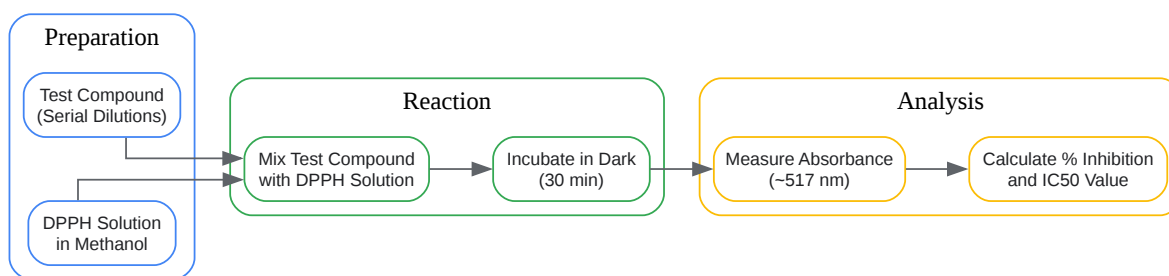 Preparation
Test Compound
(Serial Dilutions)
DPPH Solution
in Methanol
Reaction
Mix Test Compound
with DPPH Solution
Incubate in Dark
(30 min)
Analysis
Measure Absorbance
(~517 nm)
Calculate % Inhibition
and IC50 Value